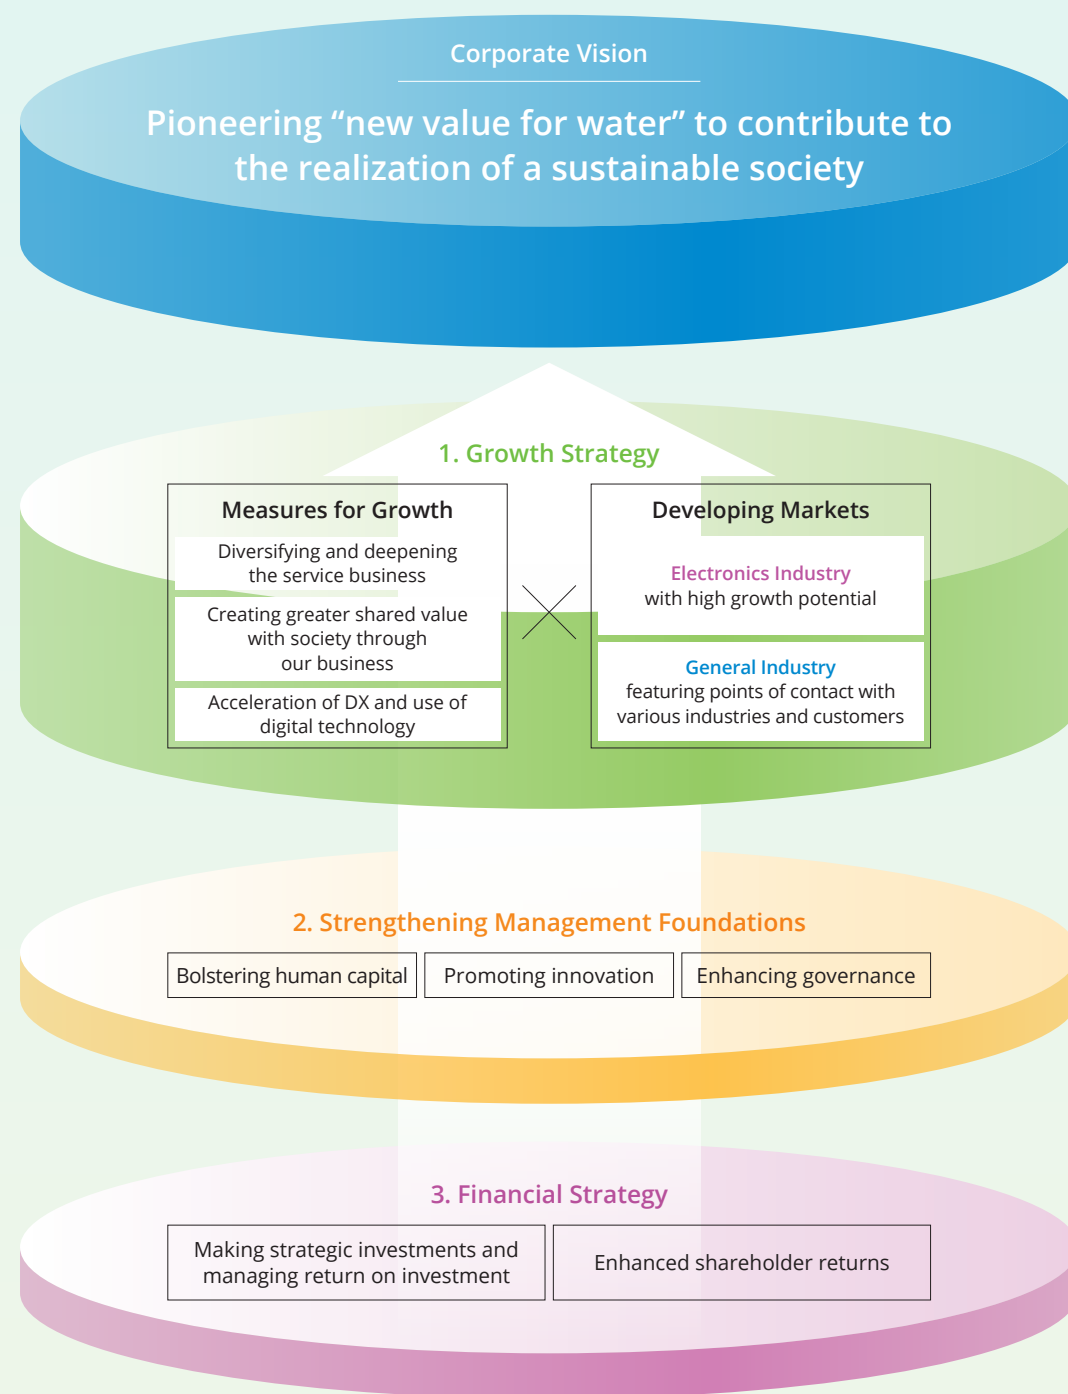 Corporate Vision
Pioneering “new value for water” to contribute to
the realization of a sustainable society
1. Growth Strategy
Measures for Growth
Diversifying and deepening
the service business
Creating greater shared value
with society through
our business
Acceleration of DX and use of
digital technology
Developing Markets
Electronics Industry
with high growth potential
General Industry
featuring points of contact with
various industries and customers
2. Strengthening Management Foundations
Bolstering human capital
Promoting innovation
Enhancing governance
3. Financial Strategy
Making strategic investments and
managing return on investment
Enhanced shareholder returns